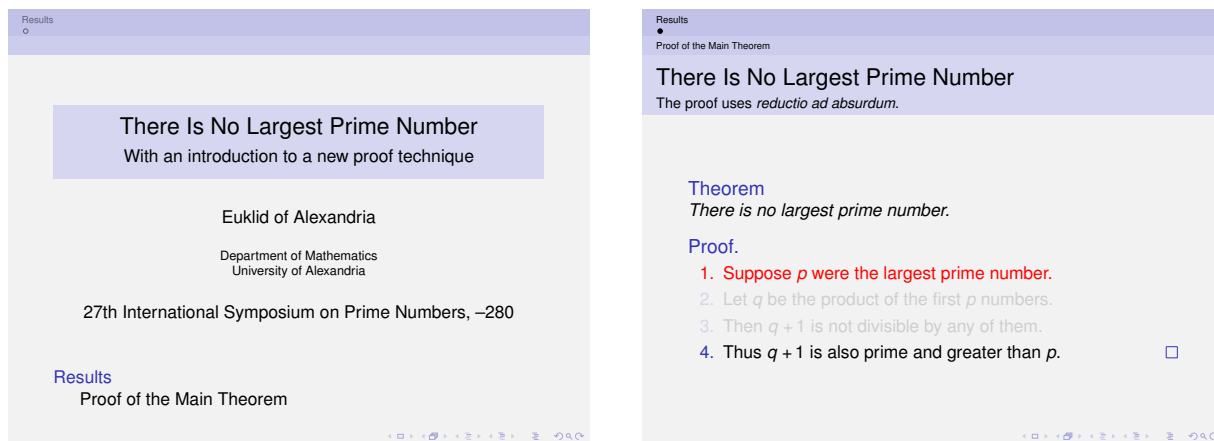 Results
There Is No Largest Prime Number
With an introduction to a new proof technique
Euklid of Alexandria
Department of Mathematics
University of Alexandria
27th International Symposium on Prime Numbers, –280
Results
Proof of the Main Theorem
Results
Proof of the Main Theorem
There Is No Largest Prime Number
The proof uses reductio ad absurdum.
Theorem
There is no largest prime number.
Proof.
1. Suppose p were the largest prime number.
2. Let q be the product of the first p numbers.
3. Then q + 1 is not divisible by any of them.
4. Thus q + 1 is also prime and greater than p.